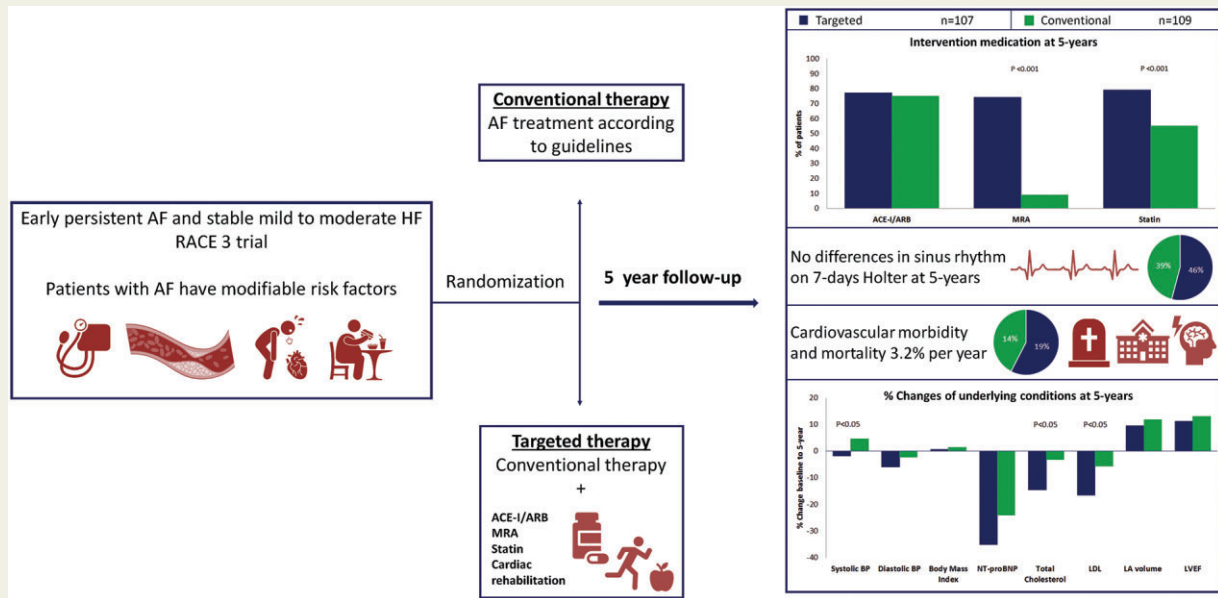 Early persistent AF and stable mild to moderate HF
RACE 3 trial
Patients with AF have modifiable risk factors
Randomization
Conventional therapy
AF treatment according
to guidelines
5 year follow-up
Targeted therapy
Conventional therapy
+
ACE-I/ARB
MRA
Statin
Cardiac
rehabilitation
Targeted n=107 Conventional n=109
Intervention medication at 5-years
% of patients
100
90
80
70
60
50
40
30
20
10
0
P <0.001
P <0.001
ACE-I/ARB MRA Statin
No differences in sinus rhythm
on 7-days Holter at 5-years
39% 46%
Cardiovascular morbidity
and mortality 3.2% per year
14% 19%
% Changes of underlying conditions at 5-years
% Change baseline to 5-year
20
10
0
-10
-20
-30
-40
P<0.05
P<0.05
P<0.05
Systolic BP Diastolic BP Body Mass NT-proBNP Total LDL LA volume LVEF
Index Cholesterol